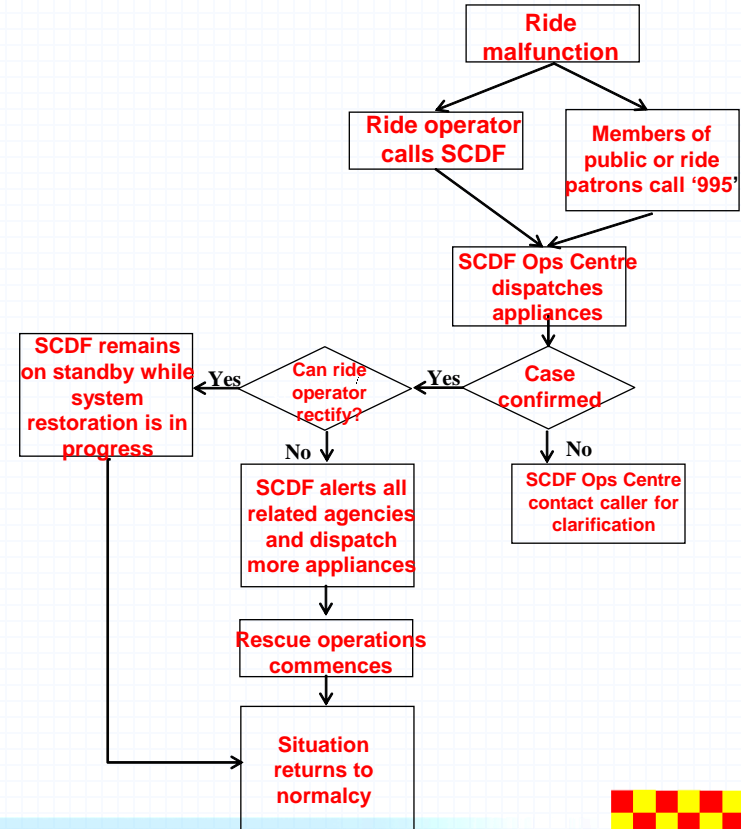 Ride
malfunction
Ride operator
calls SCDF
Members of
public or ride
patrons call ‘995’
SCDF Ops Centre
dispatches
appliances
Case
confirmed
Yes
No
SCDF Ops Centre
contact caller for
clarification
Can ride
operator
rectify?
Yes
No
SCDF remains
on standby while
system
restoration is in
progress
SCDF alerts all
related agencies
and dispatch
more appliances
Rescue operations
commences
Situation
returns to
normalcy